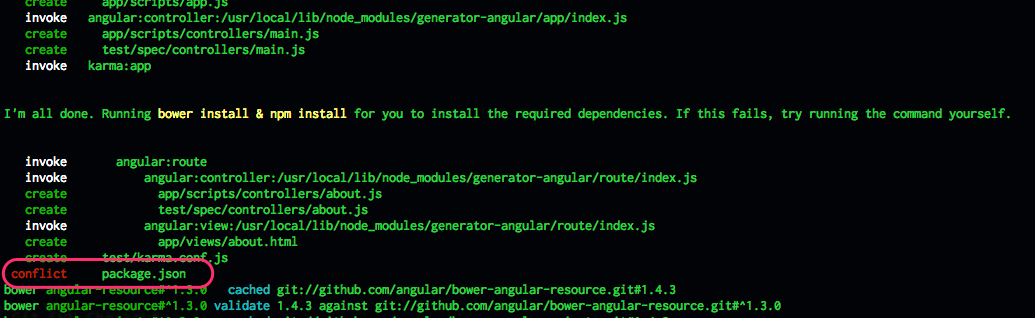 create app/scripts/app.js
invoke angular:controller:/usr/local/lib/node_modules/generator-angular/app/index.js
create app/scripts/controllers/main.js
create test/spec/controllers/main.js
invoke karma:app
I'm all done. Running bower install & npm install for you to install the required dependencies. If this fails, try running the command yourself.
invoke angular:route
invoke angular:controller:/usr/local/lib/node_modules/generator-angular/route/index.js
create app/scripts/controllers/about.js
create test/spec/controllers/about.js
invoke angular:view:/usr/local/lib/node_modules/generator-angular/route/index.js
create app/views/about.html
create test/karma.conf.js
conflict package.json
bower angular-resource#^1.3.0 cached git://github.com/angular/bower-angular-resource.git#1.4.3
bower angular-resource#^1.3.0 validate 1.4.3 against git://github.com/angular/bower-angular-resource.git#^1.3.0